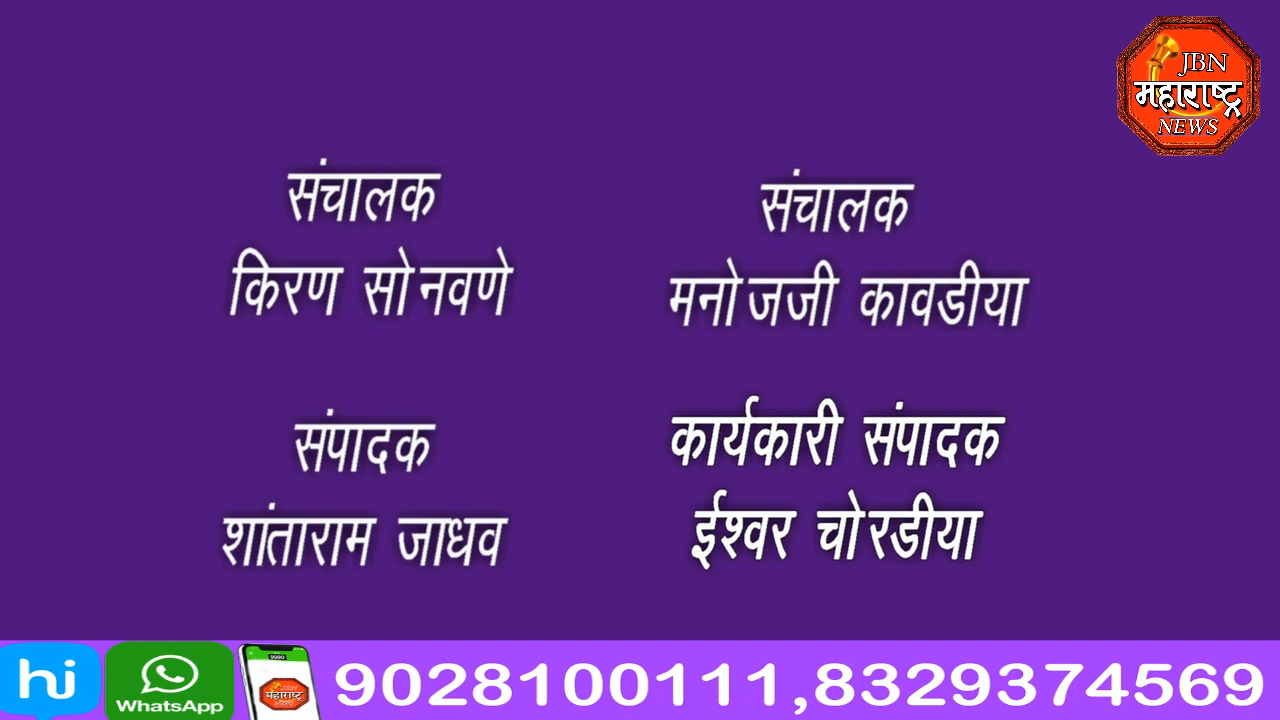 JBN
महाराष्ट्र
NEWS
संचालक
किरण सोनवणे
संचालक
मनोजजी कावडीया
संपादक
शांताराम जाधव
कार्यकारी संपादक
ईश्वर चोरडीया
hi
WhatsApp
महाराष्ट्र
9028100111,8329374569